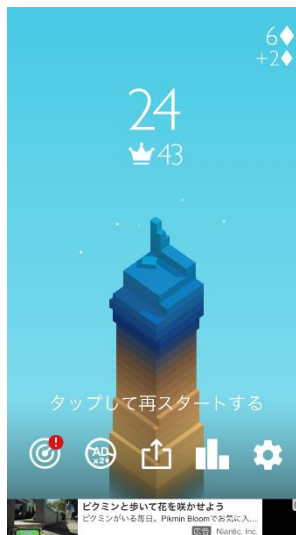 6
+2
24
43
タップして再スタートする
!
AD
x2
ピクミンと歩いて花を咲かせよう
ピクミンがいる毎日。Pikmin Bloomでお気に入...
広告 Niantic, Inc.